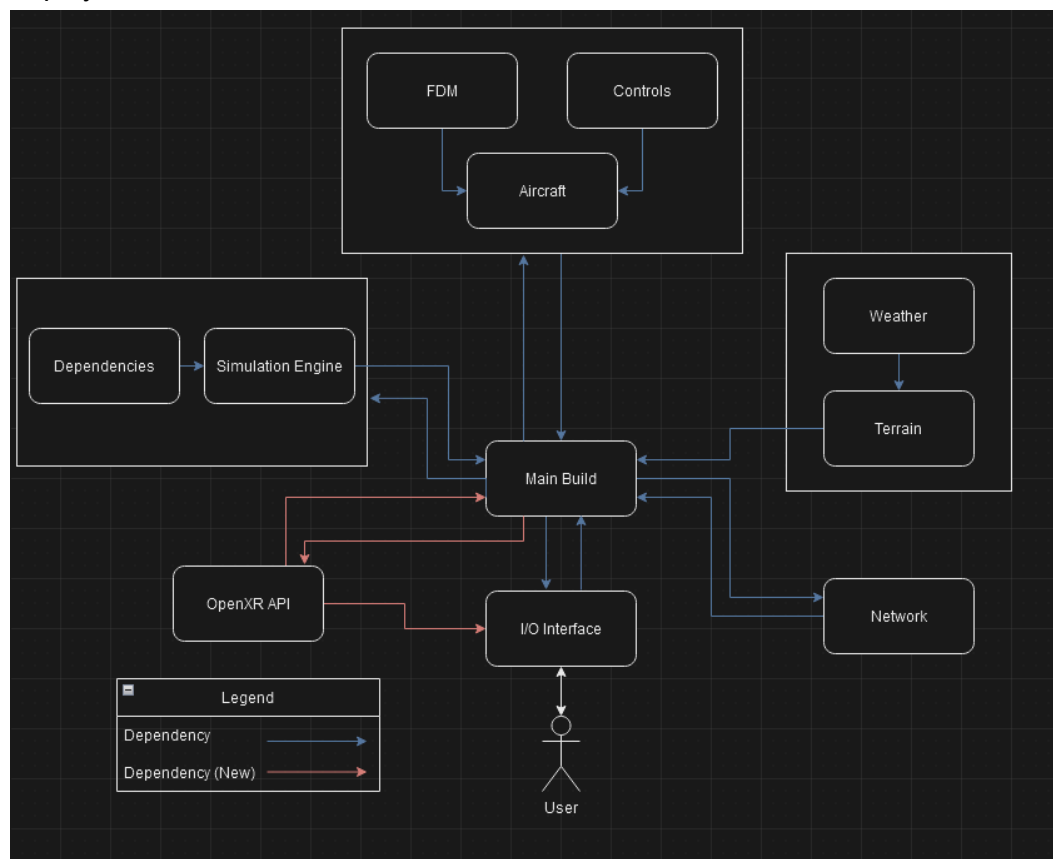 FDM
Controls
Aircraft
Weather
Dependencies
Simulation Engine
Terrain
Main Build
OpenXR API
I/O Interface
Network
Legend
Dependency
Dependency (New)
User